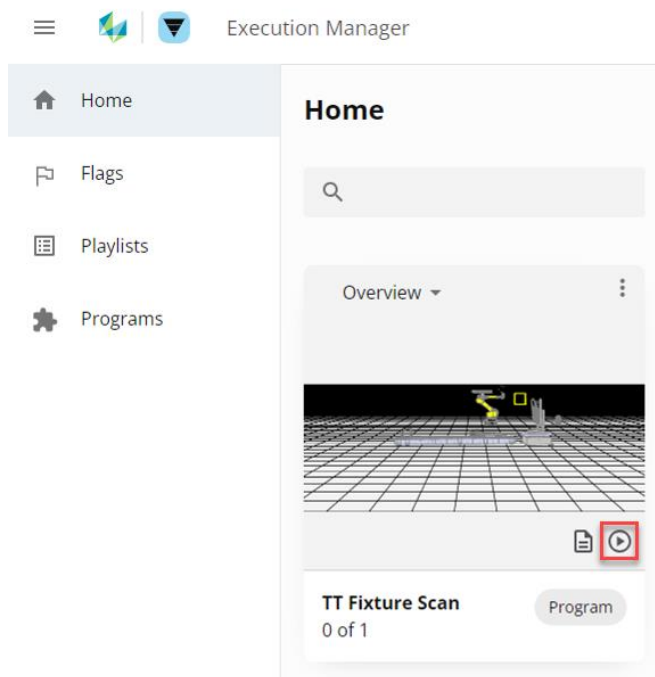 Execution Manager
Home
Flags
Playlists
Programs
Home
Overview
TT Fixture Scan
0 of 1
Program